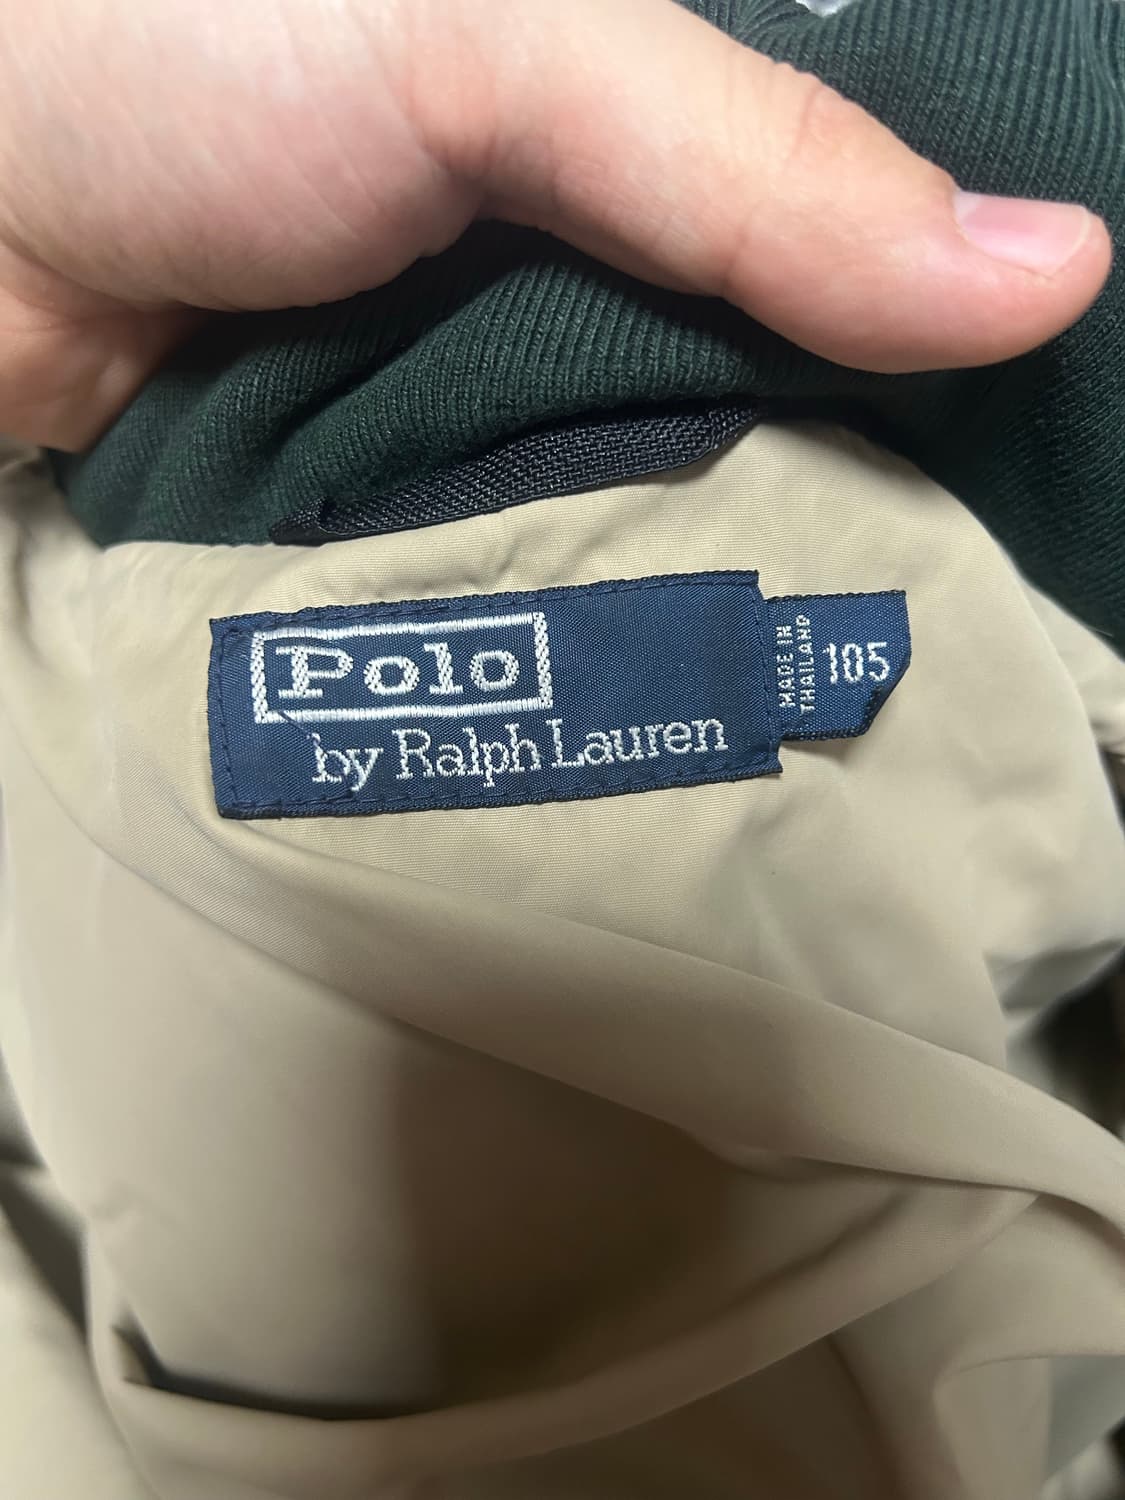 Polo
by Ralph Lauren
MADE IN
THAILAND
105